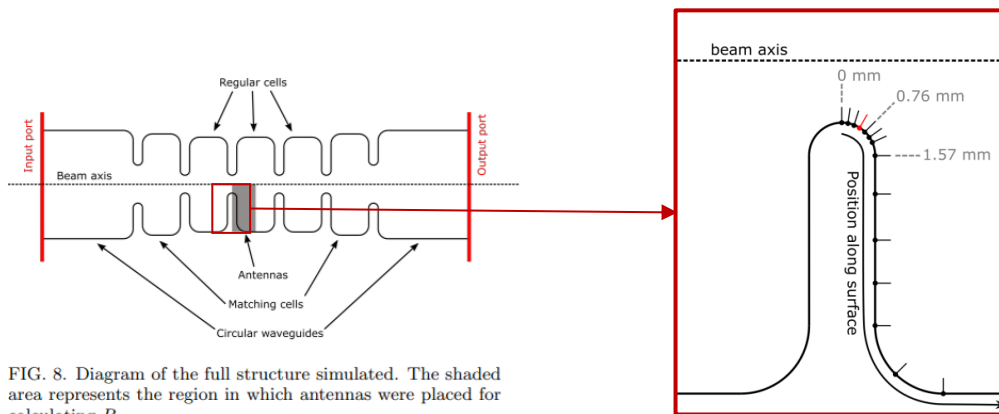 Regular cells
Input port
Beam axis
Output port
Antennas
Matching cells
Circular waveguides
FIG. 8. Diagram of the full structure simulated. The shaded
area represents the region in which antennas were placed for
beam axis
0 mm
0.76 mm
1.57 mm
Position along surface